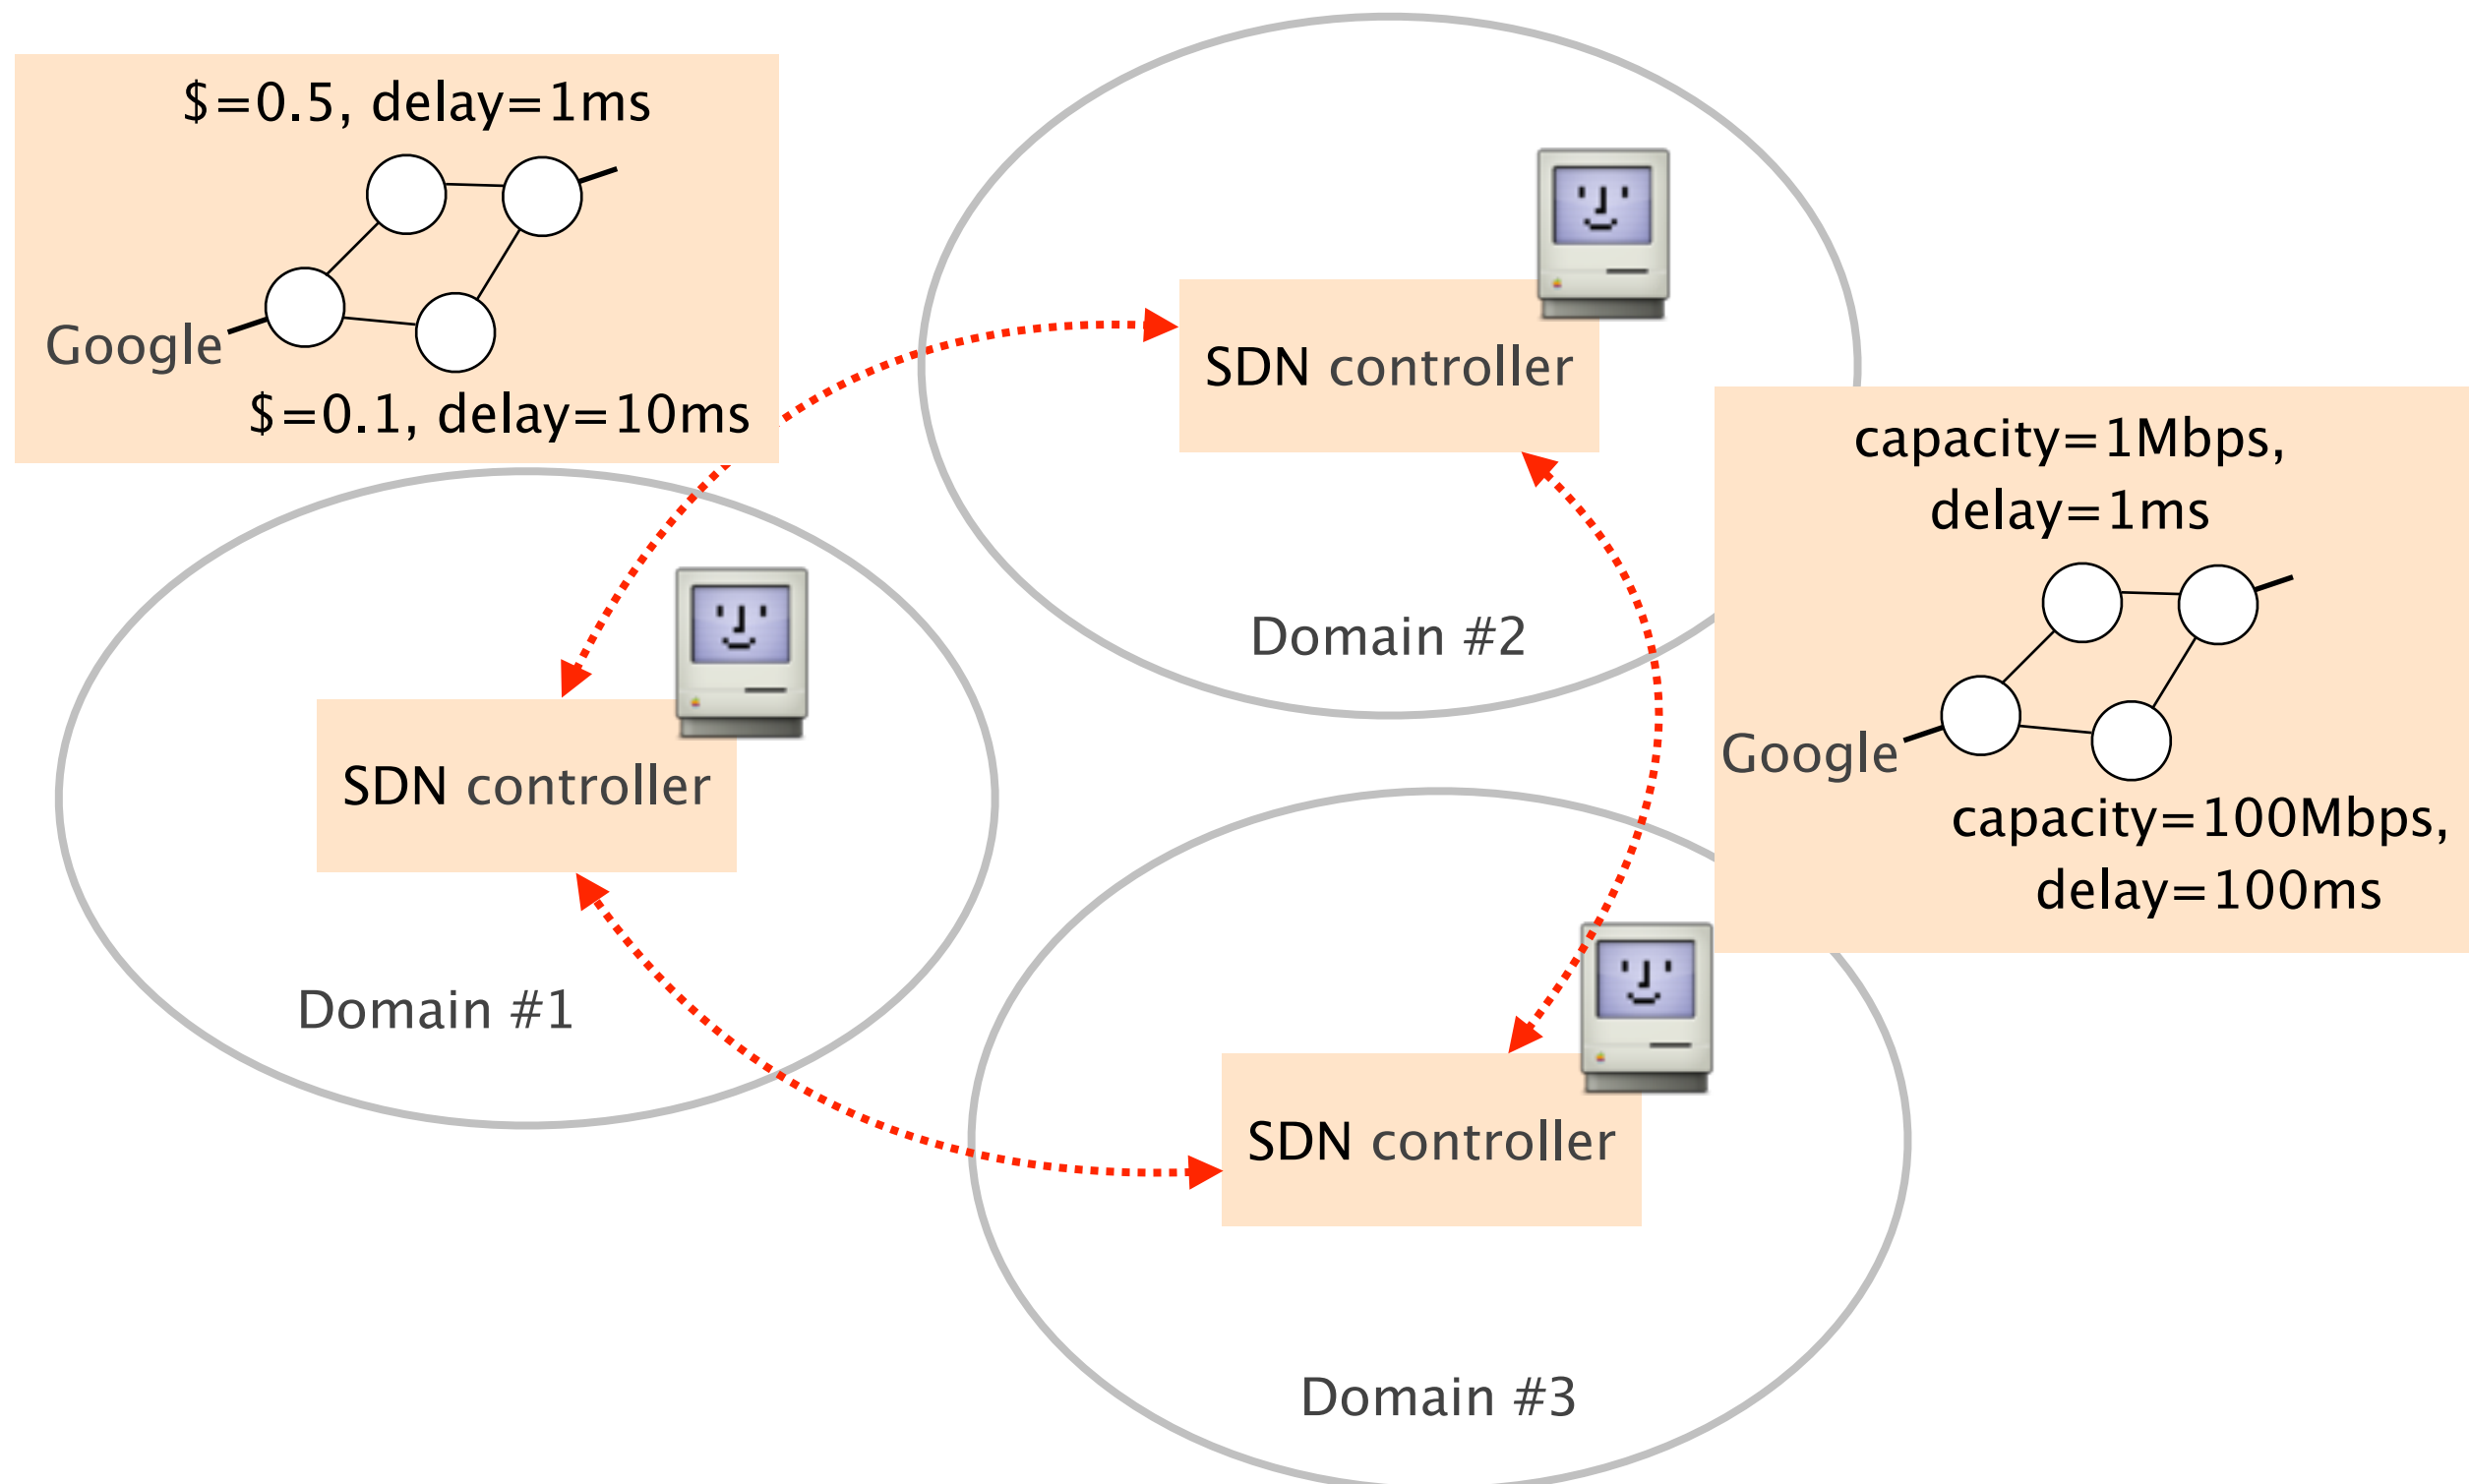 $=0.5, delay=1ms
Google
$=0.1, delay=10ms
SDN controller
Domain #2
capacity=1Mbps,
delay=1ms
Google
capacity=100Mbps,
delay=100ms
SDN controller
Domain #1
SDN controller
Domain #3